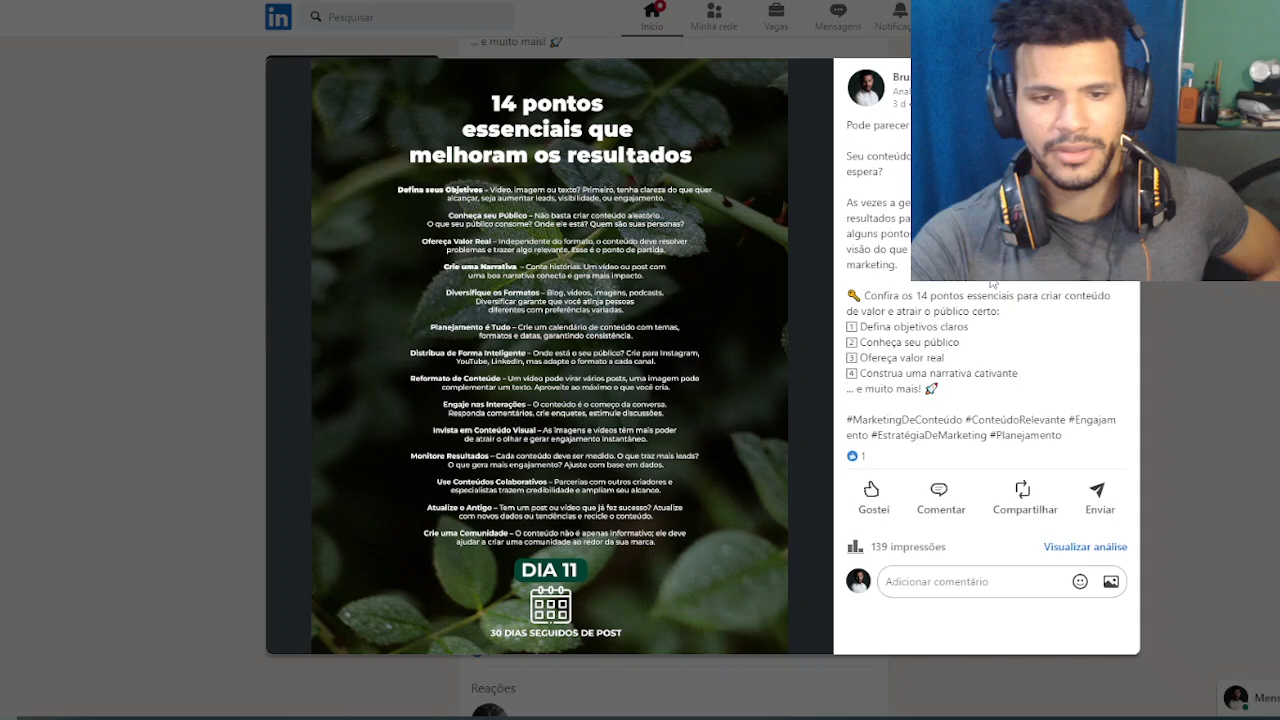 in
Pesquisar
Início
Minha rede
Vagas
Mensagens
... e muito mais! 🚀
14 pontos
essenciais que
melhoram os resultados
Defina seus Objetivos – Vídeo, imagem ou texto? Primeiro, tenha clareza do que quer
alcançar, seja aumentar leads, visibilidade, ou engajamento.
Conheça seu Público – Não basta criar conteúdo aleatório..
O que seu público consome? Onde ele está? Quem são suas personas?
Ofereça Valor Real – Independente do formato, o conteúdo deve resolver
problemas e trazer algo relevante. Esse é o ponto de partida.
Crie uma Narrativa – Conte histórias. Um vídeo ou post com
uma boa narrativa conecta e gera mais impacto.
Diversifique os Formatos – Blog, vídeos, imagens, podcasts.
Diversificar garante que você atinja pessoas
diferentes com preferências variadas.
Planejamento é Tudo – Crie um calendário de conteúdo com temas,
formatos e datas, garantindo consistência.
Distribua de Forma Inteligente – Onde está o seu público? Crie para Instagram,
YouTube, LinkedIn, mas adapte o formato a cada canal.
Reformato de Conteúdo – Um vídeo pode virar vários posts, uma imagem pode
complementar um texto. Aproveite ao máximo o que você cria.
Engaje nas Interações – O conteúdo é o começo da conversa.
Responda comentários, crie enquetes, estimule discussões.
Invista em Conteúdo Visual – As imagens e vídeos têm mais poder
de atrair o olhar e gerar engajamento instantâneo.
Monitore Resultados – Cada conteúdo deve ser medido. O que traz mais leads?
O que gera mais engajamento? Ajuste com base em dados.
Use Conteúdos Colaborativos – Parcerias com outros criadores e
especialistas trazem credibilidade e ampliam seu alcance.
Atualize o Antigo – Tem um post ou vídeo que já fez sucesso? Atualize
com novos dados ou tendências e recicle o conteúdo.
Crie uma Comunidade – O conteúdo não é apenas informativo; ele deve
ajudar a criar uma comunidade ao redor da sua marca.
DIA 11
30 DIAS SEGUIDOS DE POST
Bru
Anal
3 d •
Pode parecer
Seu conteúdo
espera?
As vezes a ge
resultados pa
alguns ponto
visão do que
marketing.
🔑 Confira os 14 pontos essenciais para criar conteúdo
de valor e atrair o público certo:
1 Defina objetivos claros
2 Conheça seu público
3 Ofereça valor real
4 Construa uma narrativa cativante
... e muito mais! 🚀
#MarketingDeConteúdo #ConteúdoRelevante #Engajam
ento #EstratégiaDeMarketing #Planejamento
1
Gostei
Comentar
Compartilhar
Enviar
139 impressões
Visualizar análise
Adicionar comentário
Reações